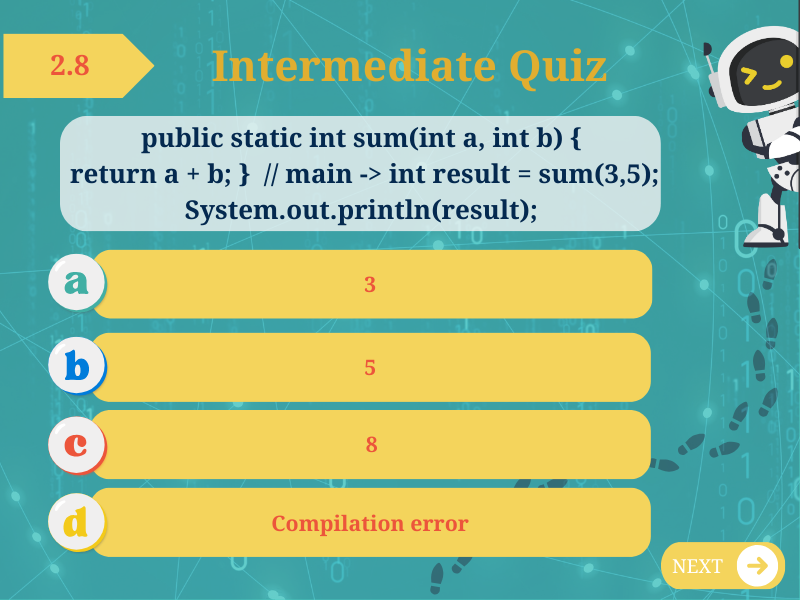 2.8
Intermediate Quiz
public static int sum(int a, int b) {
return a + b; }  // main -> int result = sum(3,5);
System.out.println(result);
a
3
b
5
c
8
d
Compilation error
NEXT